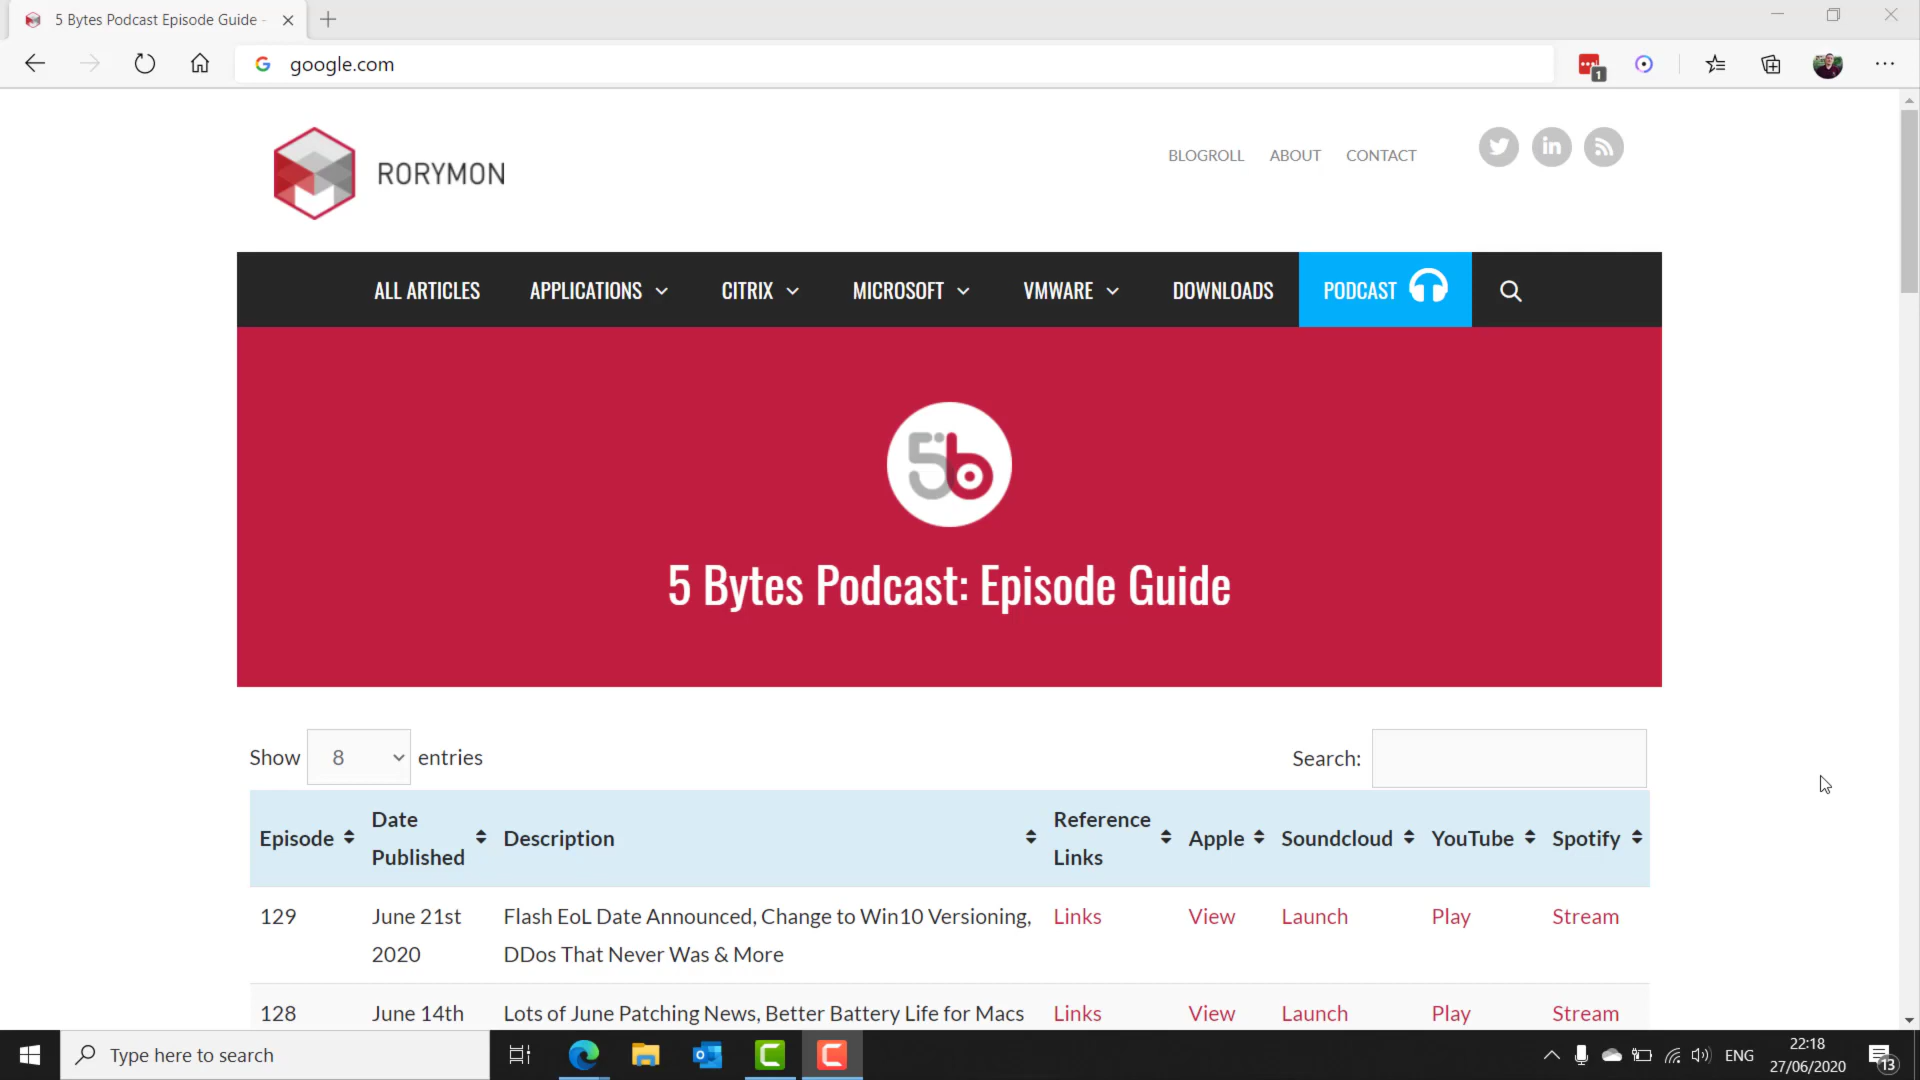 5 Bytes Podcast Episode Guide -
google.com
1
RORYMON
BLOGROLL ABOUT CONTACT
ALL ARTICLES APPLICATIONS CITRIX MICROSOFT VMWARE DOWNLOADS PODCAST
5b
5 Bytes Podcast: Episode Guide
Show 8 entries Search:
Episode Date Published Description Reference Links Apple Soundcloud YouTube Spotify
129 June 21st 2020 Flash EoL Date Announced, Change to Win10 Versioning, Links View Launch Play Stream
DDos That Never Was & More
128 June 14th Lots of June Patching News, Better Battery Life for Macs Links View Launch Play Stream
Type here to search
ENG
22:18
27/06/2020
13